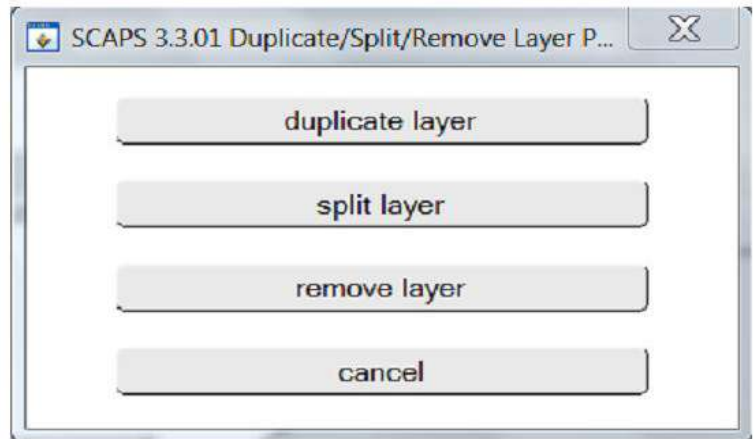 SCAPS 3.3.01 Duplicate/Split/Remove Layer P...
duplicate layer
split layer
remove layer
cancel